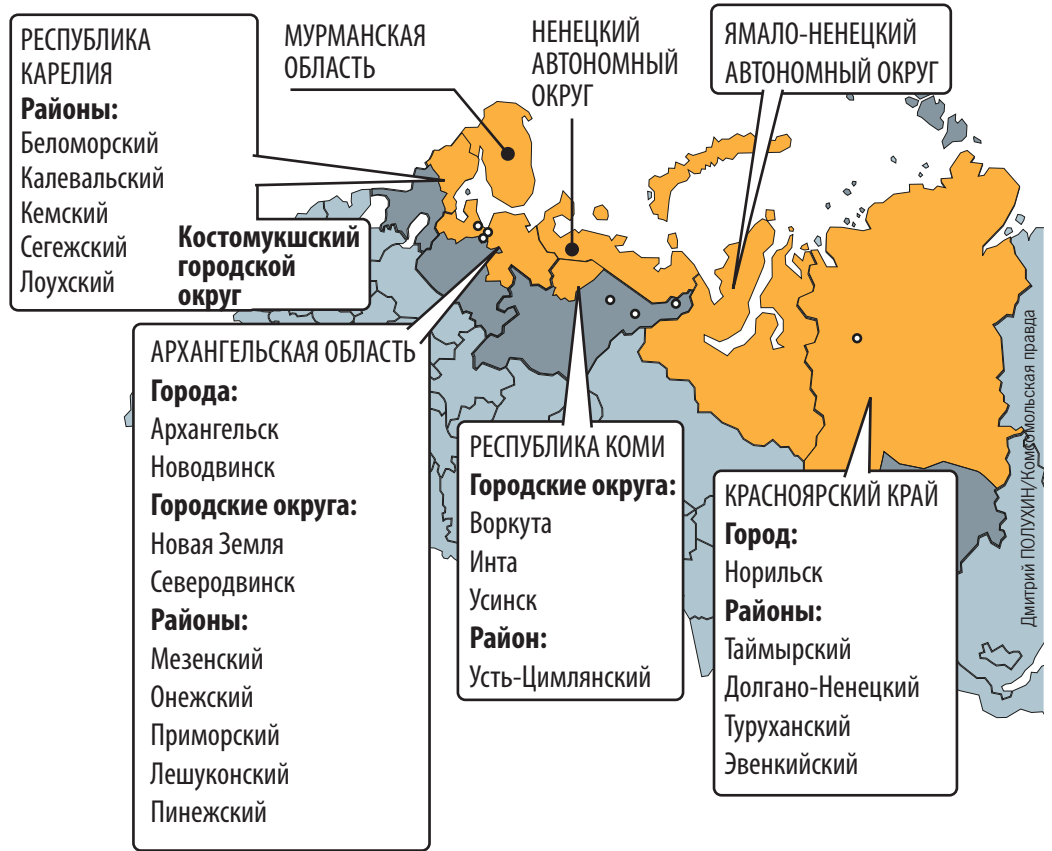 РЕСПУБЛИКА
КАРЕЛИЯ
Районы:
Беломорский
Калевальский
Кемский
Сегежский
Лоухский
Костомукшский
городской
округ
МУРМАНСКАЯ
ОБЛАСТЬ
НЕНЕЦКИЙ
АВТОНОМНЫЙ
ОКРУГ
ЯМАЛО-НЕНЕЦКИЙ
АВТОНОМНЫЙ ОКРУГ
АРХАНГЕЛЬСКАЯ ОБЛАСТЬ
Города:
Архангельск
Новодвинск
Городские округа:
Новая Земля
Северодвинск
Районы:
Мезенский
Онежский
Приморский
Лешуконский
Пинежский
РЕСПУБЛИКА КОМИ
Городские округа:
Воркута
Инта
Усинск
Район:
Усть-Цимлянский
КРАСНОЯРСКИЙ КРАЙ
Город:
Норильск
Районы:
Таймырский
Долгано-Ненецкий
Туруханский
Эвенкийский
Дмитрий ПОЛУХИН/Комсомольская правда